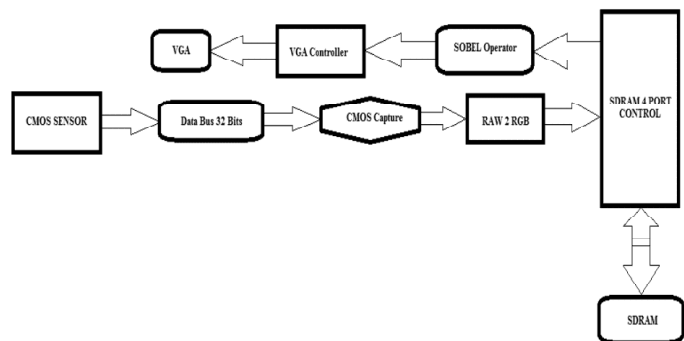 VGA
VGA Controller
SOBEL Operator
SDRAM 4 PORT
CONTROL
CMOS SENSOR
Data Bus 32 Bits
CMOS Capture
RAW 2 RGB
SDRAM